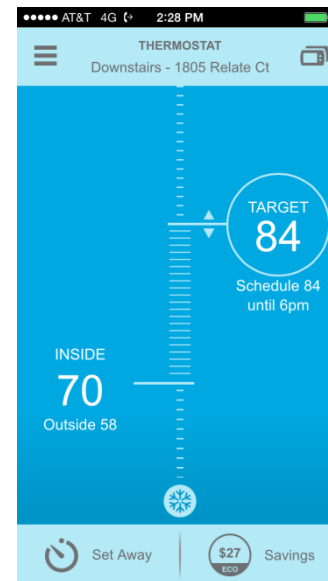 AT&T 4G 2:28 PM
THERMOSTAT
Downstairs - 1805 Relate Ct
TARGET
84
Schedule 84
until 6pm
INSIDE
70
Outside 58
Set Away
$27
ECO
Savings